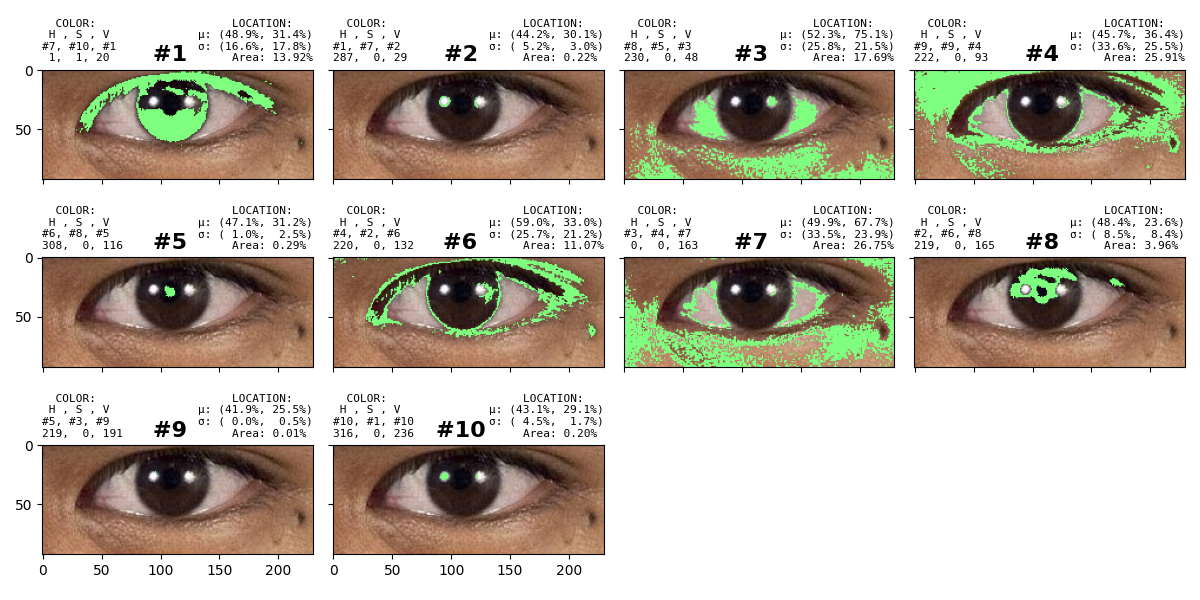 COLOR: LOCATION:
H , S , V μ: (48.9%, 31.4%)
#7, #10, #1 #1 σ: (16.6%, 17.8%)
1, 1, 20 Area: 13.92%
COLOR: LOCATION:
H , S , V μ: (44.2%, 30.1%)
#1, #7, #2 #2 σ: ( 5.2%, 3.0%)
287, 0, 29 Area: 0.22%
COLOR: LOCATION:
H , S , V μ: (52.3%, 75.1%)
#8, #5, #3 #3 σ: (25.8%, 21.5%)
230, 0, 48 Area: 17.69%
COLOR: LOCATION:
H , S , V μ: (45.7%, 36.4%)
#9, #9, #4 #4 σ: (33.6%, 25.5%)
222, 0, 93 Area: 25.91%
0
50
COLOR: LOCATION:
H , S , V μ: (47.1%, 31.2%)
#6, #8, #5 #5 σ: ( 1.0%, 2.5%)
308, 0, 116 Area: 0.29%
COLOR: LOCATION:
H , S , V μ: (59.0%, 33.0%)
#4, #2, #6 #6 σ: (25.7%, 21.2%)
220, 0, 132 Area: 11.07%
COLOR: LOCATION:
H , S , V μ: (49.9%, 67.7%)
#3, #4, #7 #7 σ: (33.5%, 23.9%)
0, 0, 163 Area: 26.75%
COLOR: LOCATION:
H , S , V μ: (48.4%, 23.6%)
#2, #6, #8 #8 σ: ( 8.5%, 8.4%)
219, 0, 165 Area: 3.96%
0
50
COLOR: LOCATION:
H , S , V μ: (41.9%, 25.5%)
#5, #3, #9 #9 σ: ( 0.0%, 0.5%)
219, 0, 191 Area: 0.01%
COLOR: LOCATION:
H , S , V μ: (43.1%, 29.1%)
#10, #1, #10 #10 σ: ( 4.5%, 1.7%)
316, 0, 236 Area: 0.20%
0
50
0 50 100 150 200
0 50 100 150 200